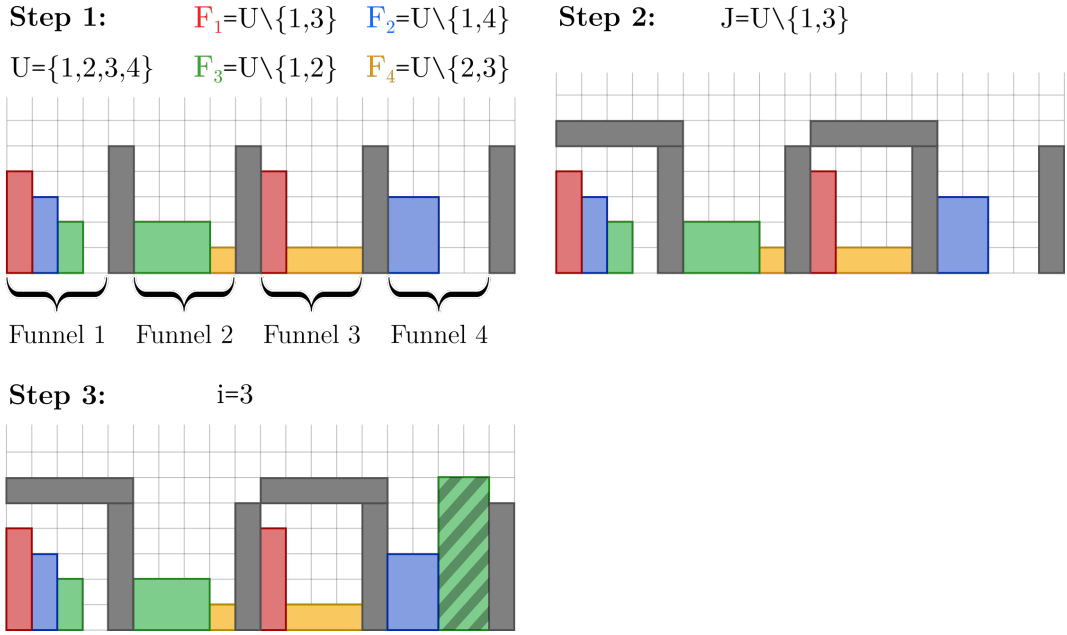 Step 1:
F₁=U\{1,3}
F₂=U\{1,4}
U={1,2,3,4}
F₃=U\{1,2}
F₄=U\{2,3}
Funnel 1
Funnel 2
Funnel 3
Funnel 4
Step 2:
J=U\{1,3}
Step 3:
i=3